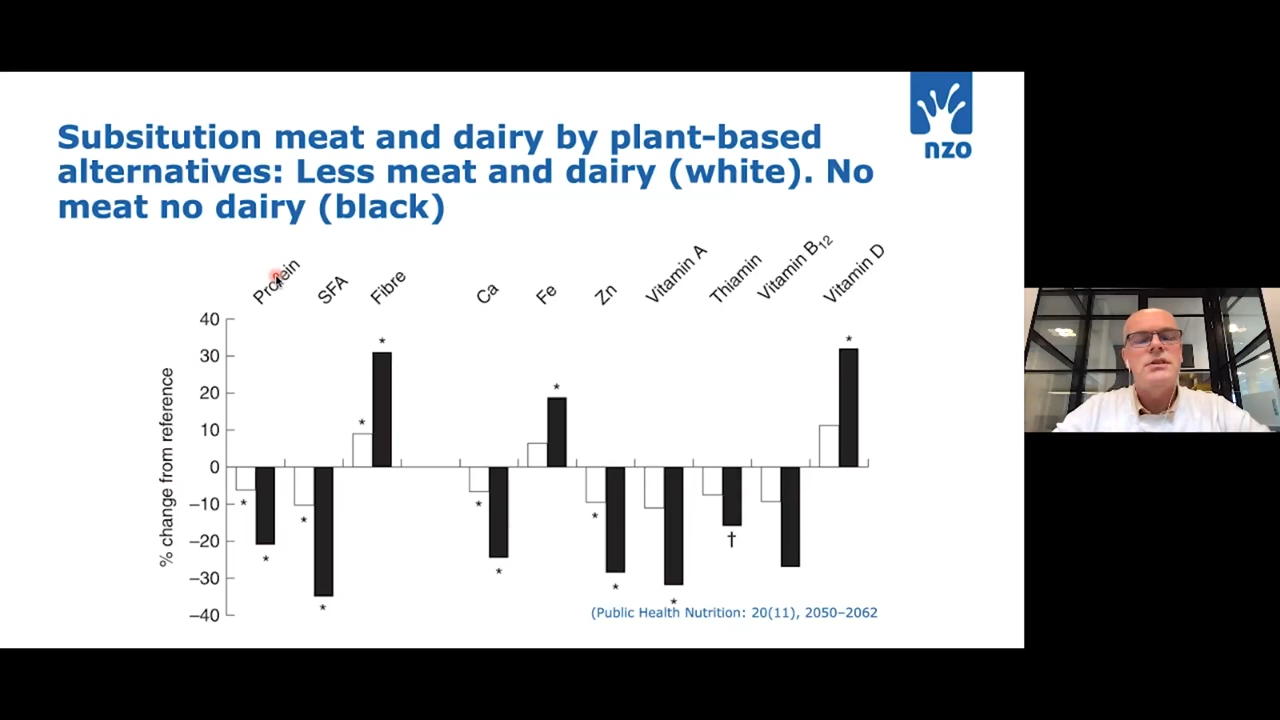 nzo
Subsitution meat and dairy by plant-based
alternatives: Less meat and dairy (white). No
meat no dairy (black)
Protein
SFA
Fibre
Ca
Fe
Zn
Vitamin A
Thiamin
Vitamin B12
Vitamin D
% change from reference
40
30
20
10
0
–10
–20
–30
–40
*
*
*
*
*
*
*
*
*
*
*
*
†
*
(Public Health Nutrition: 20(11), 2050–2062